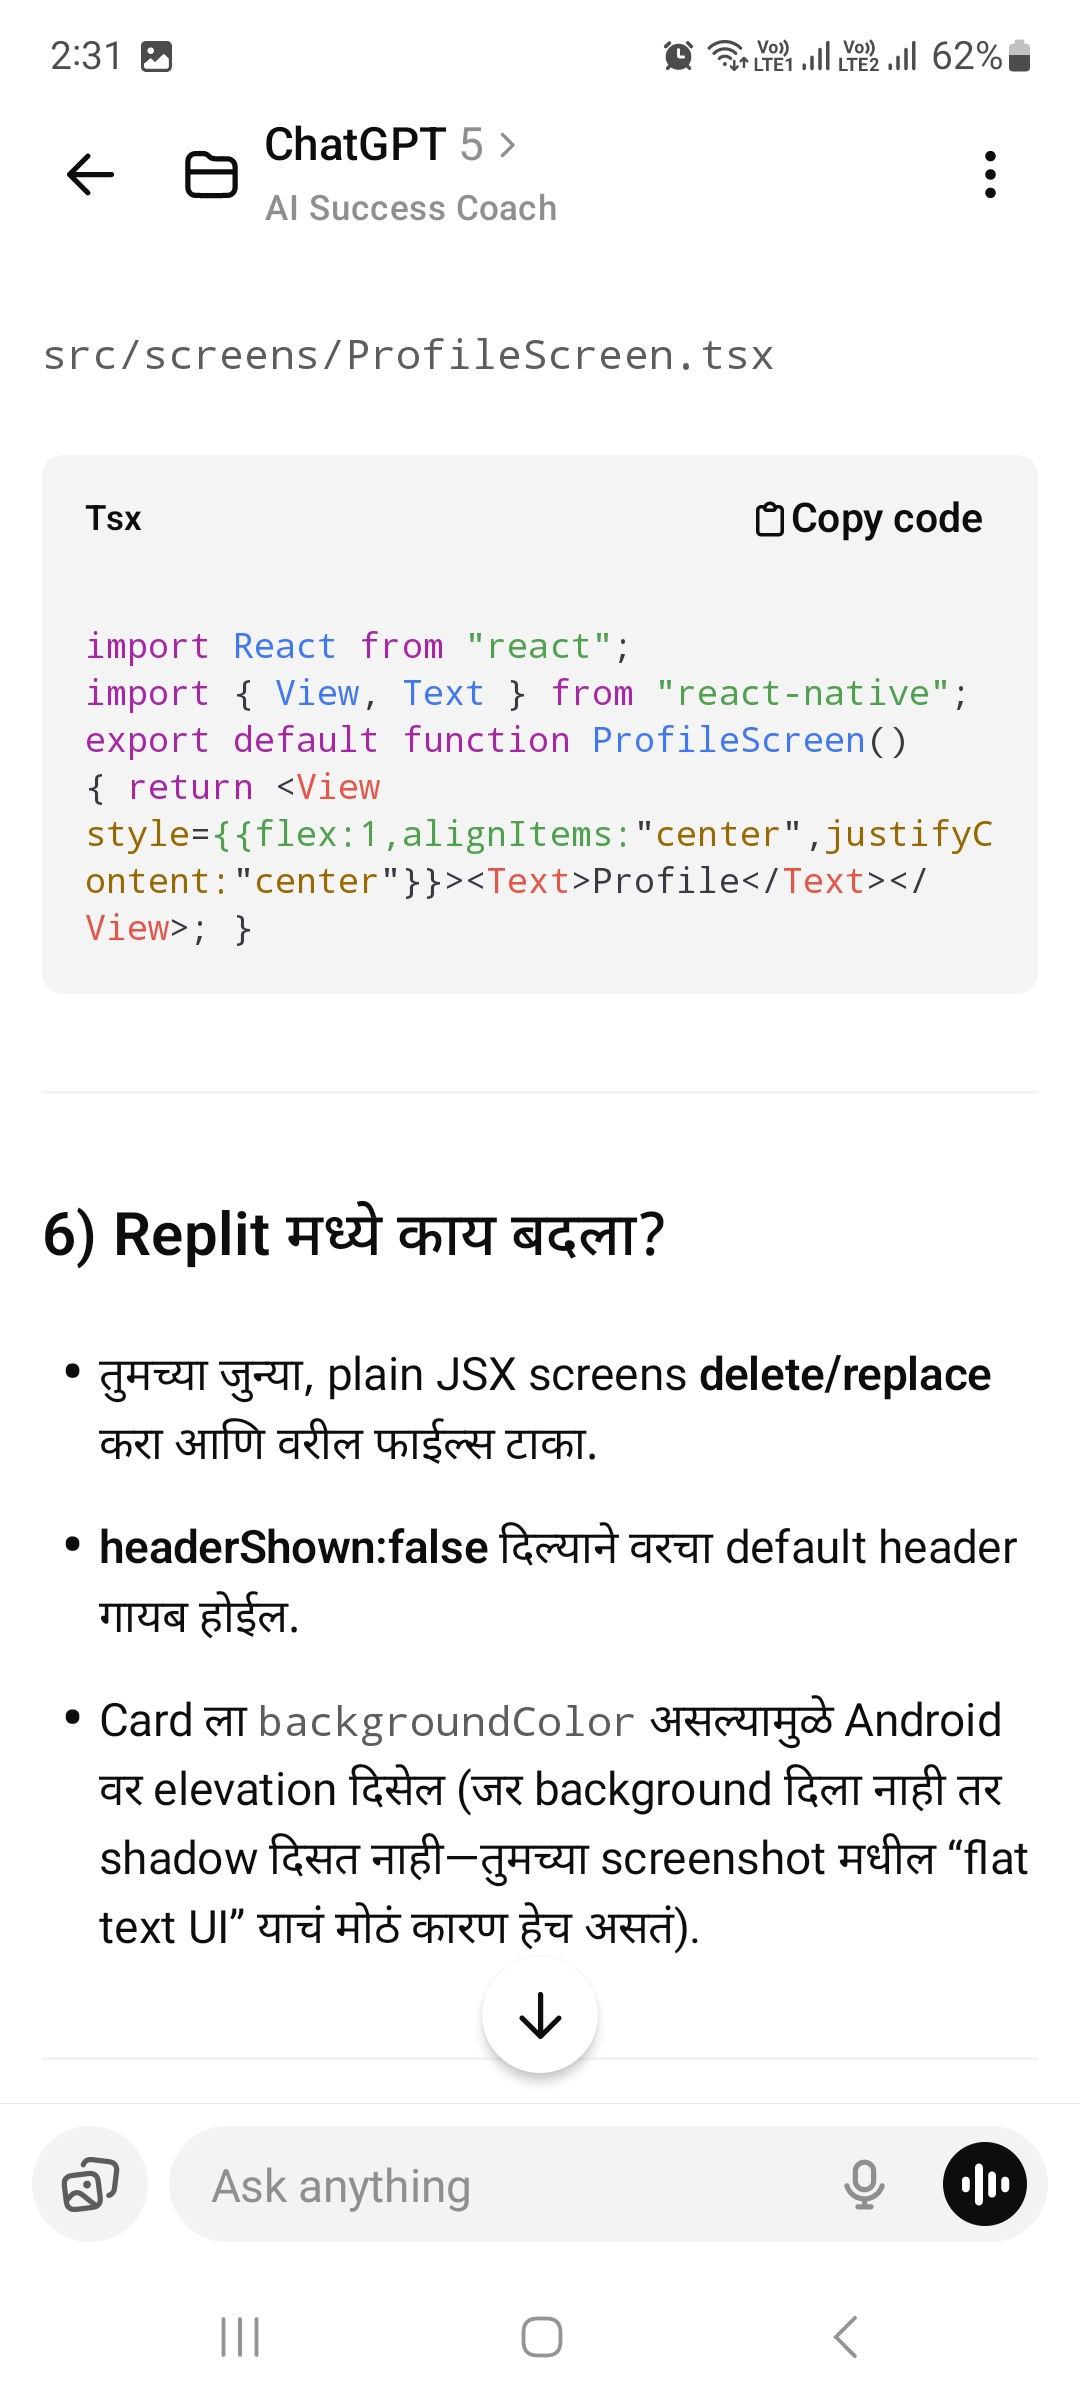 2:31
Vo)) LTE1 Vo)) LTE2 62%
ChatGPT 5 >
AI Success Coach
src/screens/ProfileScreen.tsx
Tsx
Copy code
import React from "react";
import { View, Text } from "react-native";
export default function ProfileScreen()
{ return <View
style={{flex:1,alignItems:"center",justifyC
ontent:"center"}}><Text>Profile</Text></
View>; }
6) Replit मध्ये काय बदला?
• तुमच्या जुन्या, plain JSX screens delete/replace
करा आणि वरील फाईल्स टाका.
• headerShown:false दिल्याने वरचा default header
गायब होईल.
• Card ला backgroundColor असल्यामुळे Android
वर elevation दिसेल (जर background दिला नाही तर
shadow दिसत नाही—तुमच्या screenshot मधील “flat
text UI” याचं मोठं कारण हेच असतं).
Ask anything